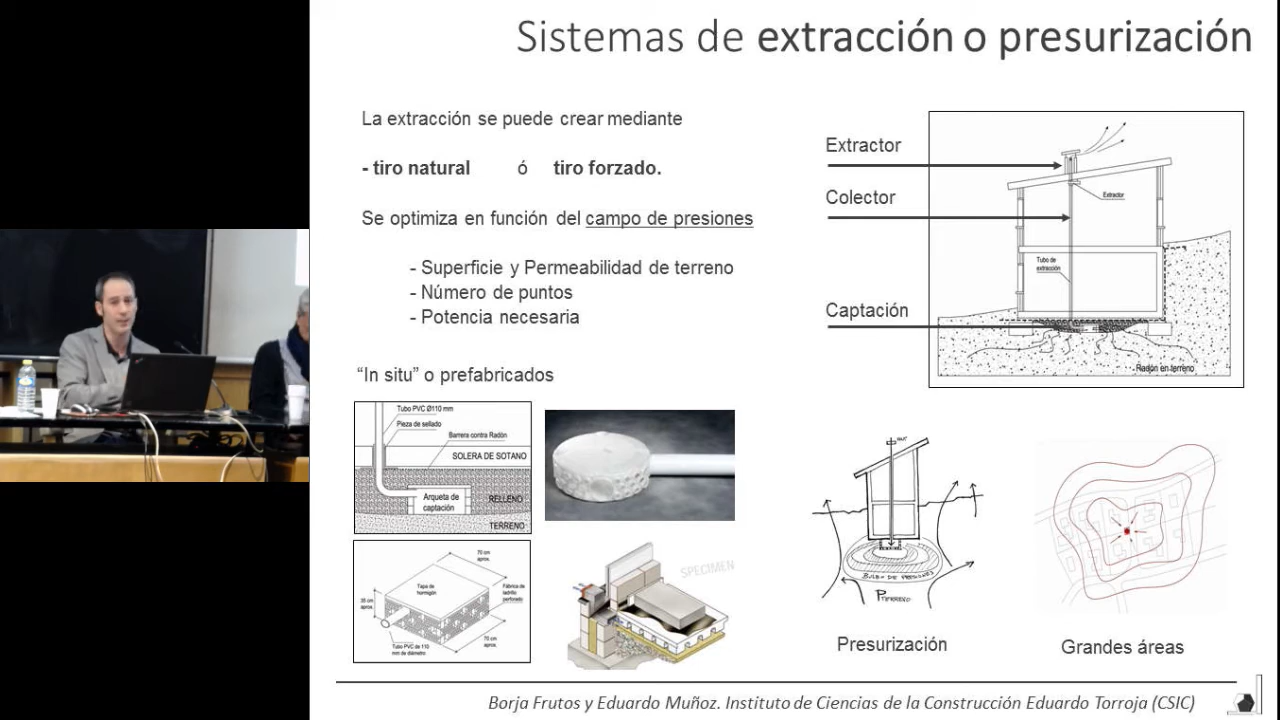 Sistemas de extracción o presurización
La extracción se puede crear mediante
- tiro natural ó tiro forzado.
Se optimiza en función del campo de presiones
- Superficie y Permeabilidad de terreno
- Número de puntos
- Potencia necesaria
“In situ” o prefabricados
Extractor
Colector
Captación
Extractor
Tubo de
extracción
Radón en terreno
Tubo PVC Ø110 mm
Pieza de sellado
Barrera contra Radón
SOLERA DE SOTANO
Arqueta de
captación
RELLENO
TERRENO
70 cm
aprox.
Tapa de
hormigón
Fábrica de
ladrillo
perforado
35 cm
aprox.
70 cm
aprox.
Tubo PVC de 110
mm de diámetro
SPECIMEN
BULBO DE PRESIONES
PTERRENO
Presurización
Grandes áreas
Borja Frutos y Eduardo Muñoz. Instituto de Ciencias de la Construcción Eduardo Torroja (CSIC)